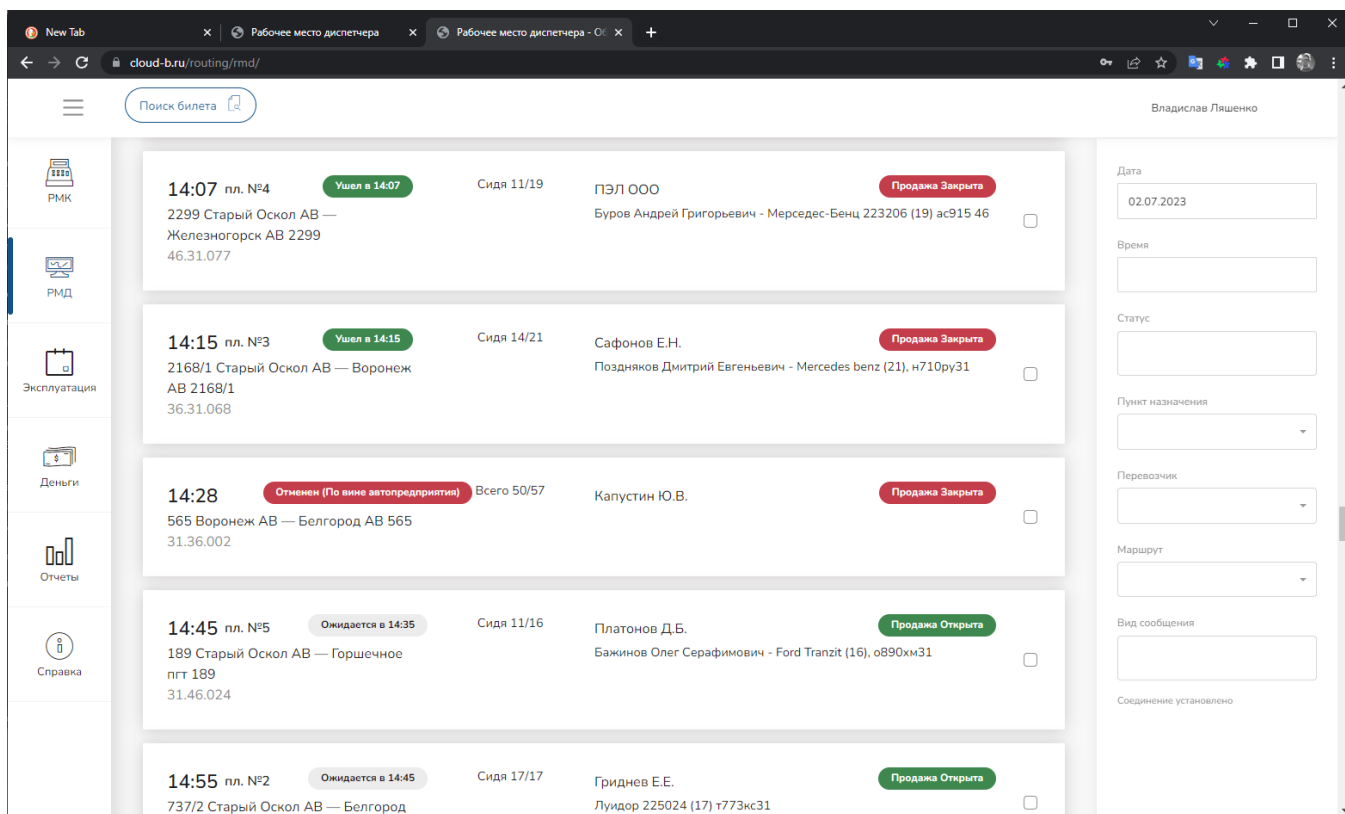 New Tab
Рабочее место диспетчера
Рабочее место диспетчера - Об
cloud-b.ru/routing/rmd/
Поиск билета
Владислав Ляшенко
РМК
РМД
Эксплуатация
Деньги
Отчеты
Справка
14:07 пл. №4 Ушел в 14:07 Сидя 11/19 ПЭЛ ООО Продажа Закрыта
2299 Старый Оскол АВ — Буров Андрей Григорьевич - Мерседес-Бенц 223206 (19) ас915 46
Железногорск АВ 2299
46.31.077
14:15 пл. №3 Ушел в 14:15 Сидя 14/21 Сафонов Е.Н. Продажа Закрыта
2168/1 Старый Оскол АВ — Воронеж Поздняков Дмитрий Евгеньевич - Mercedes benz (21), н710ру31
АВ 2168/1
36.31.068
14:28 Отменен (По вине автопредприятия) Всего 50/57 Капустин Ю.В. Продажа Закрыта
565 Воронеж АВ — Белгород АВ 565
31.36.002
14:45 пл. №5 Ожидается в 14:35 Сидя 11/16 Платонов Д.Б. Продажа Открыта
189 Старый Оскол АВ — Горшечное Бажинов Олег Серафимович - Ford Tranzit (16), о890хм31
пгт 189
31.46.024
14:55 пл. №2 Ожидается в 14:45 Сидя 17/17 Гриднев Е.Е. Продажа Открыта
737/2 Старый Оскол АВ — Белгород Луидор 225024 (17) т773кс31
Дата
02.07.2023
Время
Статус
Пункт назначения
Перевозчик
Маршрут
Вид сообщения
Соединение установлено